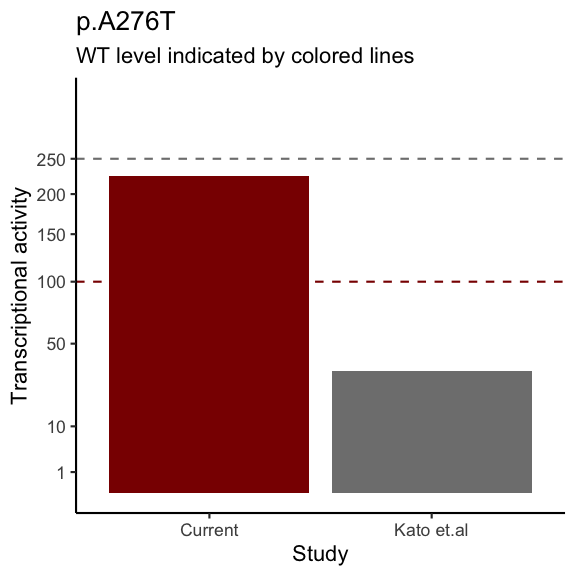 p.A276T
WT level indicated by colored lines
Transcriptional activity
250
200
150
100
50
10
1
Current
Kato et.al
Study